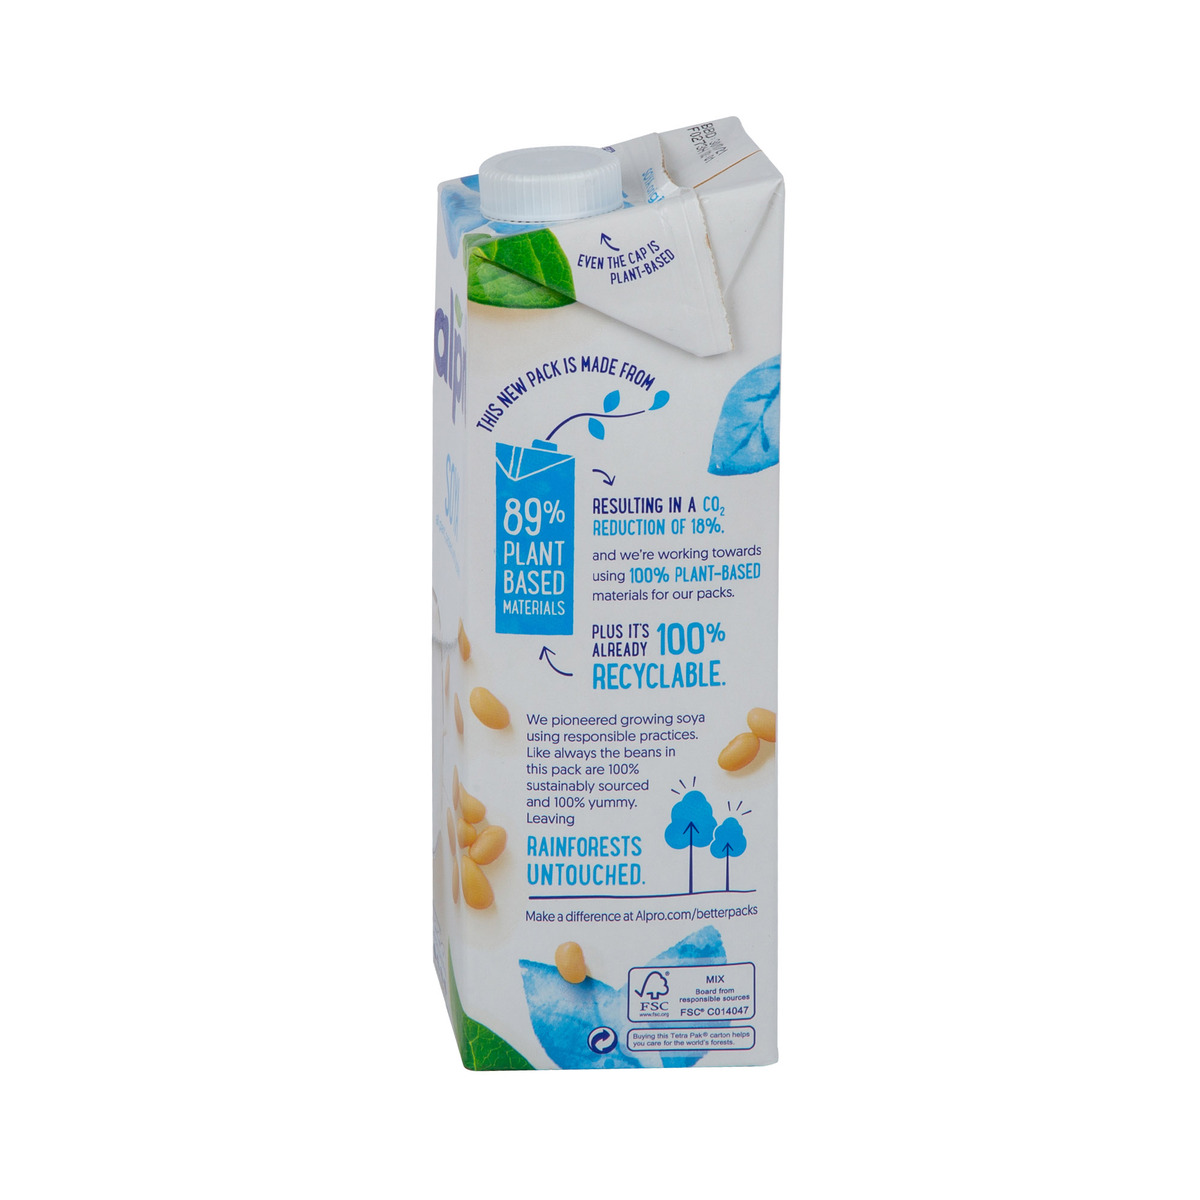 EVEN THE CAP IS
PLANT-BASED
alpr
THIS NEW PACK IS MADE FROM
89%
PLANT
BASED
MATERIALS
RESULTING IN A CO₂
REDUCTION OF 18%.
and we're working towards
using 100% PLANT-BASED
materials for our packs.
PLUS IT'S
ALREADY 100%
RECYCLABLE.
We pioneered growing soya
using responsible practices.
Like always the beans in
this pack are 100%
sustainably sourced
and 100% yummy.
Leaving
RAINFORESTS
UNTOUCHED.
Make a difference at Alpro.com/betterpacks
FSC®
www.fsc.org
MIX
Board from
responsible sources
FSC® C014047
Buying this Tetra Pak® carton helps
you care for the world's forests.